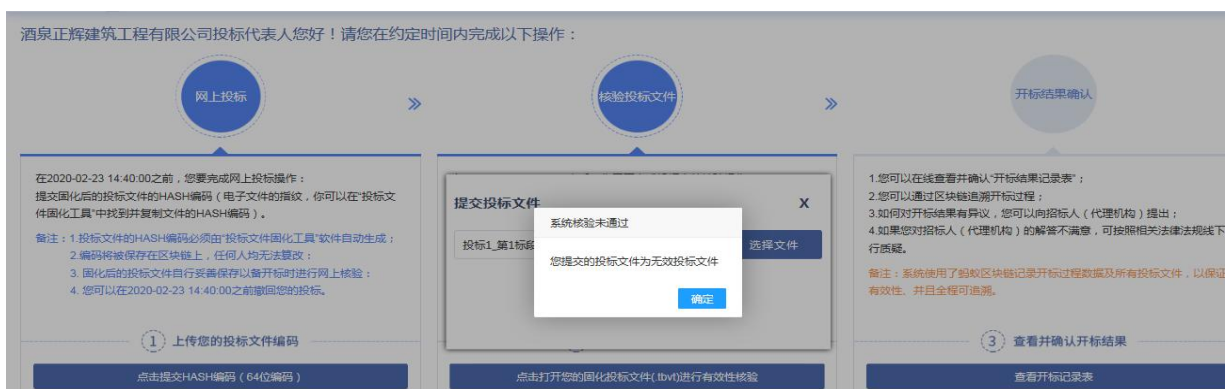 酒泉正辉建筑工程有限公司投标代表人您好！请您在约定时间内完成以下操作：
网上投标
核验投标文件
开标结果确认
在2020-02-23 14:40:00之前，您要完成网上投标操作：
提交固化后的投标文件的HASH编码（电子文件的指纹，你可以在“投标文
件固化工具”中找到并复制文件的HASH编码）。
备注：1.投标文件的HASH编码必须由“投标文件固化工具”软件自动生成；
2.编码将被保存在区块链上，任何人均无法篡改；
3. 固化后的投标文件自行妥善保存以备开标时进行网上核验；
4. 您可以在2020-02-23 14:40:00之前撤回您的投标。
1 上传您的投标文件编码
点击提交HASH编码（64位编码）
提交投标文件 X
投标1_第1标段
选择文件
系统核验未通过
您提交的投标文件为无效投标文件
确定
点击打开您的固化投标文件(.tbvt)进行有效性核验
1.您可以在线查看并确认“开标结果记录表”；
2.您可以通过区块链追溯开标过程；
3.如何对开标结果有异议，您可以向招标人（代理机构）提出；
4.如果您对招标人（代理机构）的解答不满意，可按照相关法律法规线下
行质疑。
备注：系统使用了蚂蚁区块链记录开标过程数据及所有投标文件，以保证
有效性，并且全程可追溯。
3 查看并确认开标结果
查看开标记录表